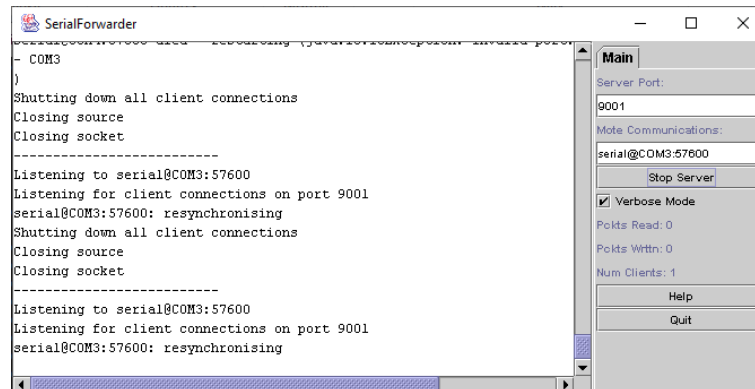 SerialForwarder
- COM3
)
Shutting down all client connections
Closing source
Closing socket
--------------------------
Listening to serial@COM3:57600
Listening for client connections on port 9001
serial@COM3:57600: resynchronising
Shutting down all client connections
Closing source
Closing socket
--------------------------
Listening to serial@COM3:57600
Listening for client connections on port 9001
serial@COM3:57600: resynchronising
Main
Server Port:
9001
Mote Communications:
serial@COM3:57600
Stop Server
Verbose Mode
Pckts Read: 0
Pckts Wrttn: 0
Num Clients: 1
Help
Quit